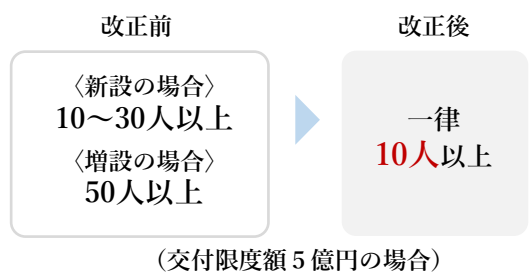 改正前
〈新設の場合〉
10～30人以上
〈増設の場合〉
50人以上
改正後
一律
10人以上
（交付限度額５億円の場合）